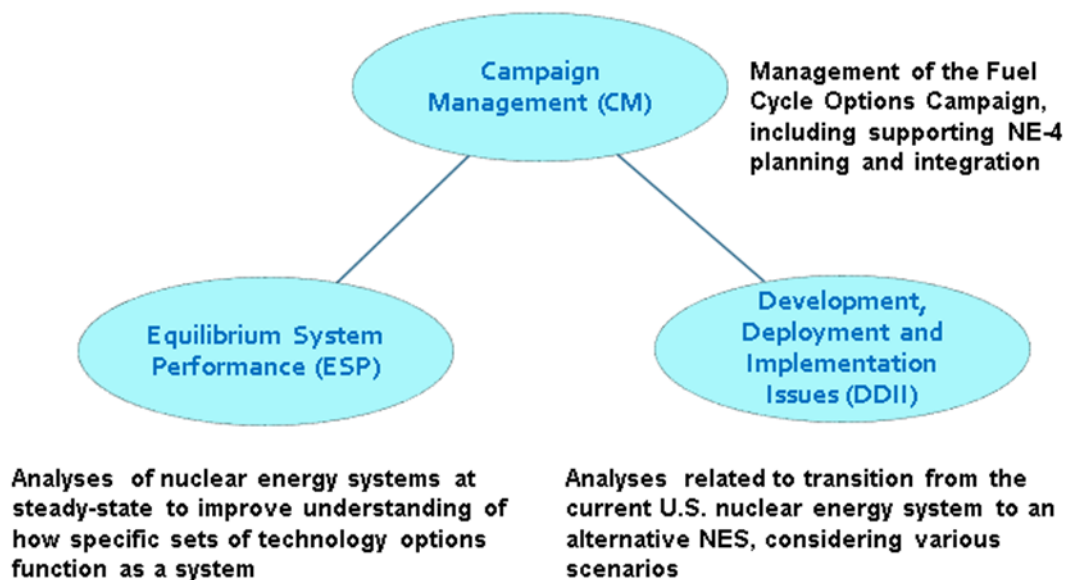 Campaign
Management (CM)
Management of the Fuel
Cycle Options Campaign,
including supporting NE-4
planning and integration
Equilibrium System
Performance (ESP)
Development,
Deployment and
Implementation
Issues (DDII)
Analyses of nuclear energy systems at
steady-state to improve understanding of
how specific sets of technology options
function as a system
Analyses related to transition from the
current U.S. nuclear energy system to an
alternative NES, considering various
scenarios